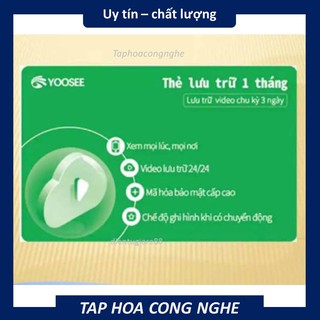 Uy tín – chất lượng
Taphoacongnghe
YOOSEE
Thẻ lưu trữ 1 tháng
Lưu trữ video chu kỳ 3 ngày
Xem mọi lúc, mọi nơi
Video lưu trữ 24/24
Mã hóa bảo mật cấp cao
Chế độ ghi hình khi có chuyển động
TAP HOA CONG NGHE